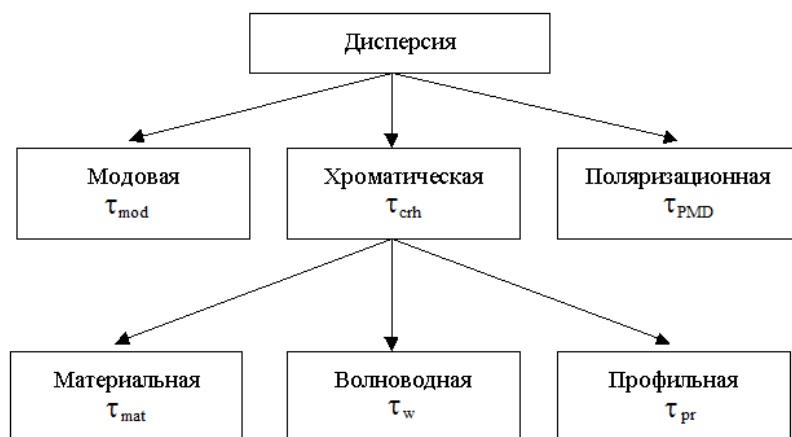 Дисперсия
Модовая
τmod
Хроматическая
τcrh
Поляризационная
τPMD
Материальная
τmat
Волноводная
τw
Профильная
τpr